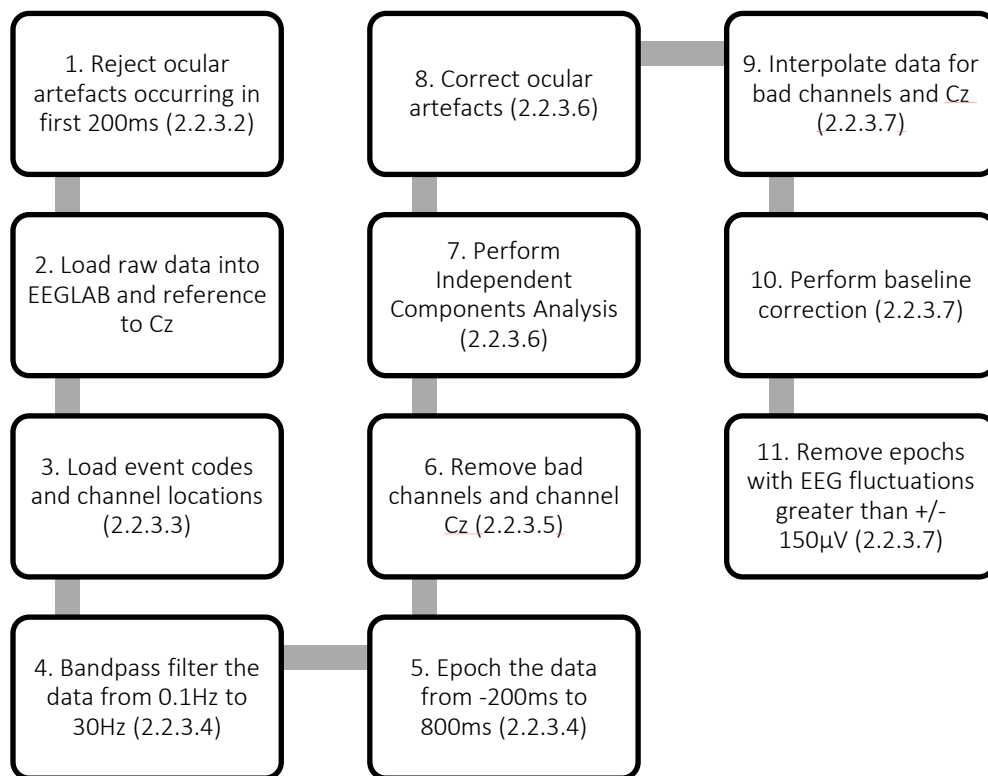 1. Reject ocular
artefacts occurring in
first 200ms (2.2.3.2)
2. Load raw data into
EEGLAB and reference
to Cz
3. Load event codes
and channel locations
(2.2.3.3)
4. Bandpass filter the
data from 0.1Hz to
30Hz (2.2.3.4)
5. Epoch the data
from -200ms to
800ms (2.2.3.4)
6. Remove bad
channels and channel
Cz (2.2.3.5)
7. Perform
Independent
Components Analysis
(2.2.3.6)
8. Correct ocular
artefacts (2.2.3.6)
9. Interpolate data for
bad channels and Cz
(2.2.3.7)
10. Perform baseline
correction (2.2.3.7)
11. Remove epochs
with EEG fluctuations
greater than +/-
150µV (2.2.3.7)